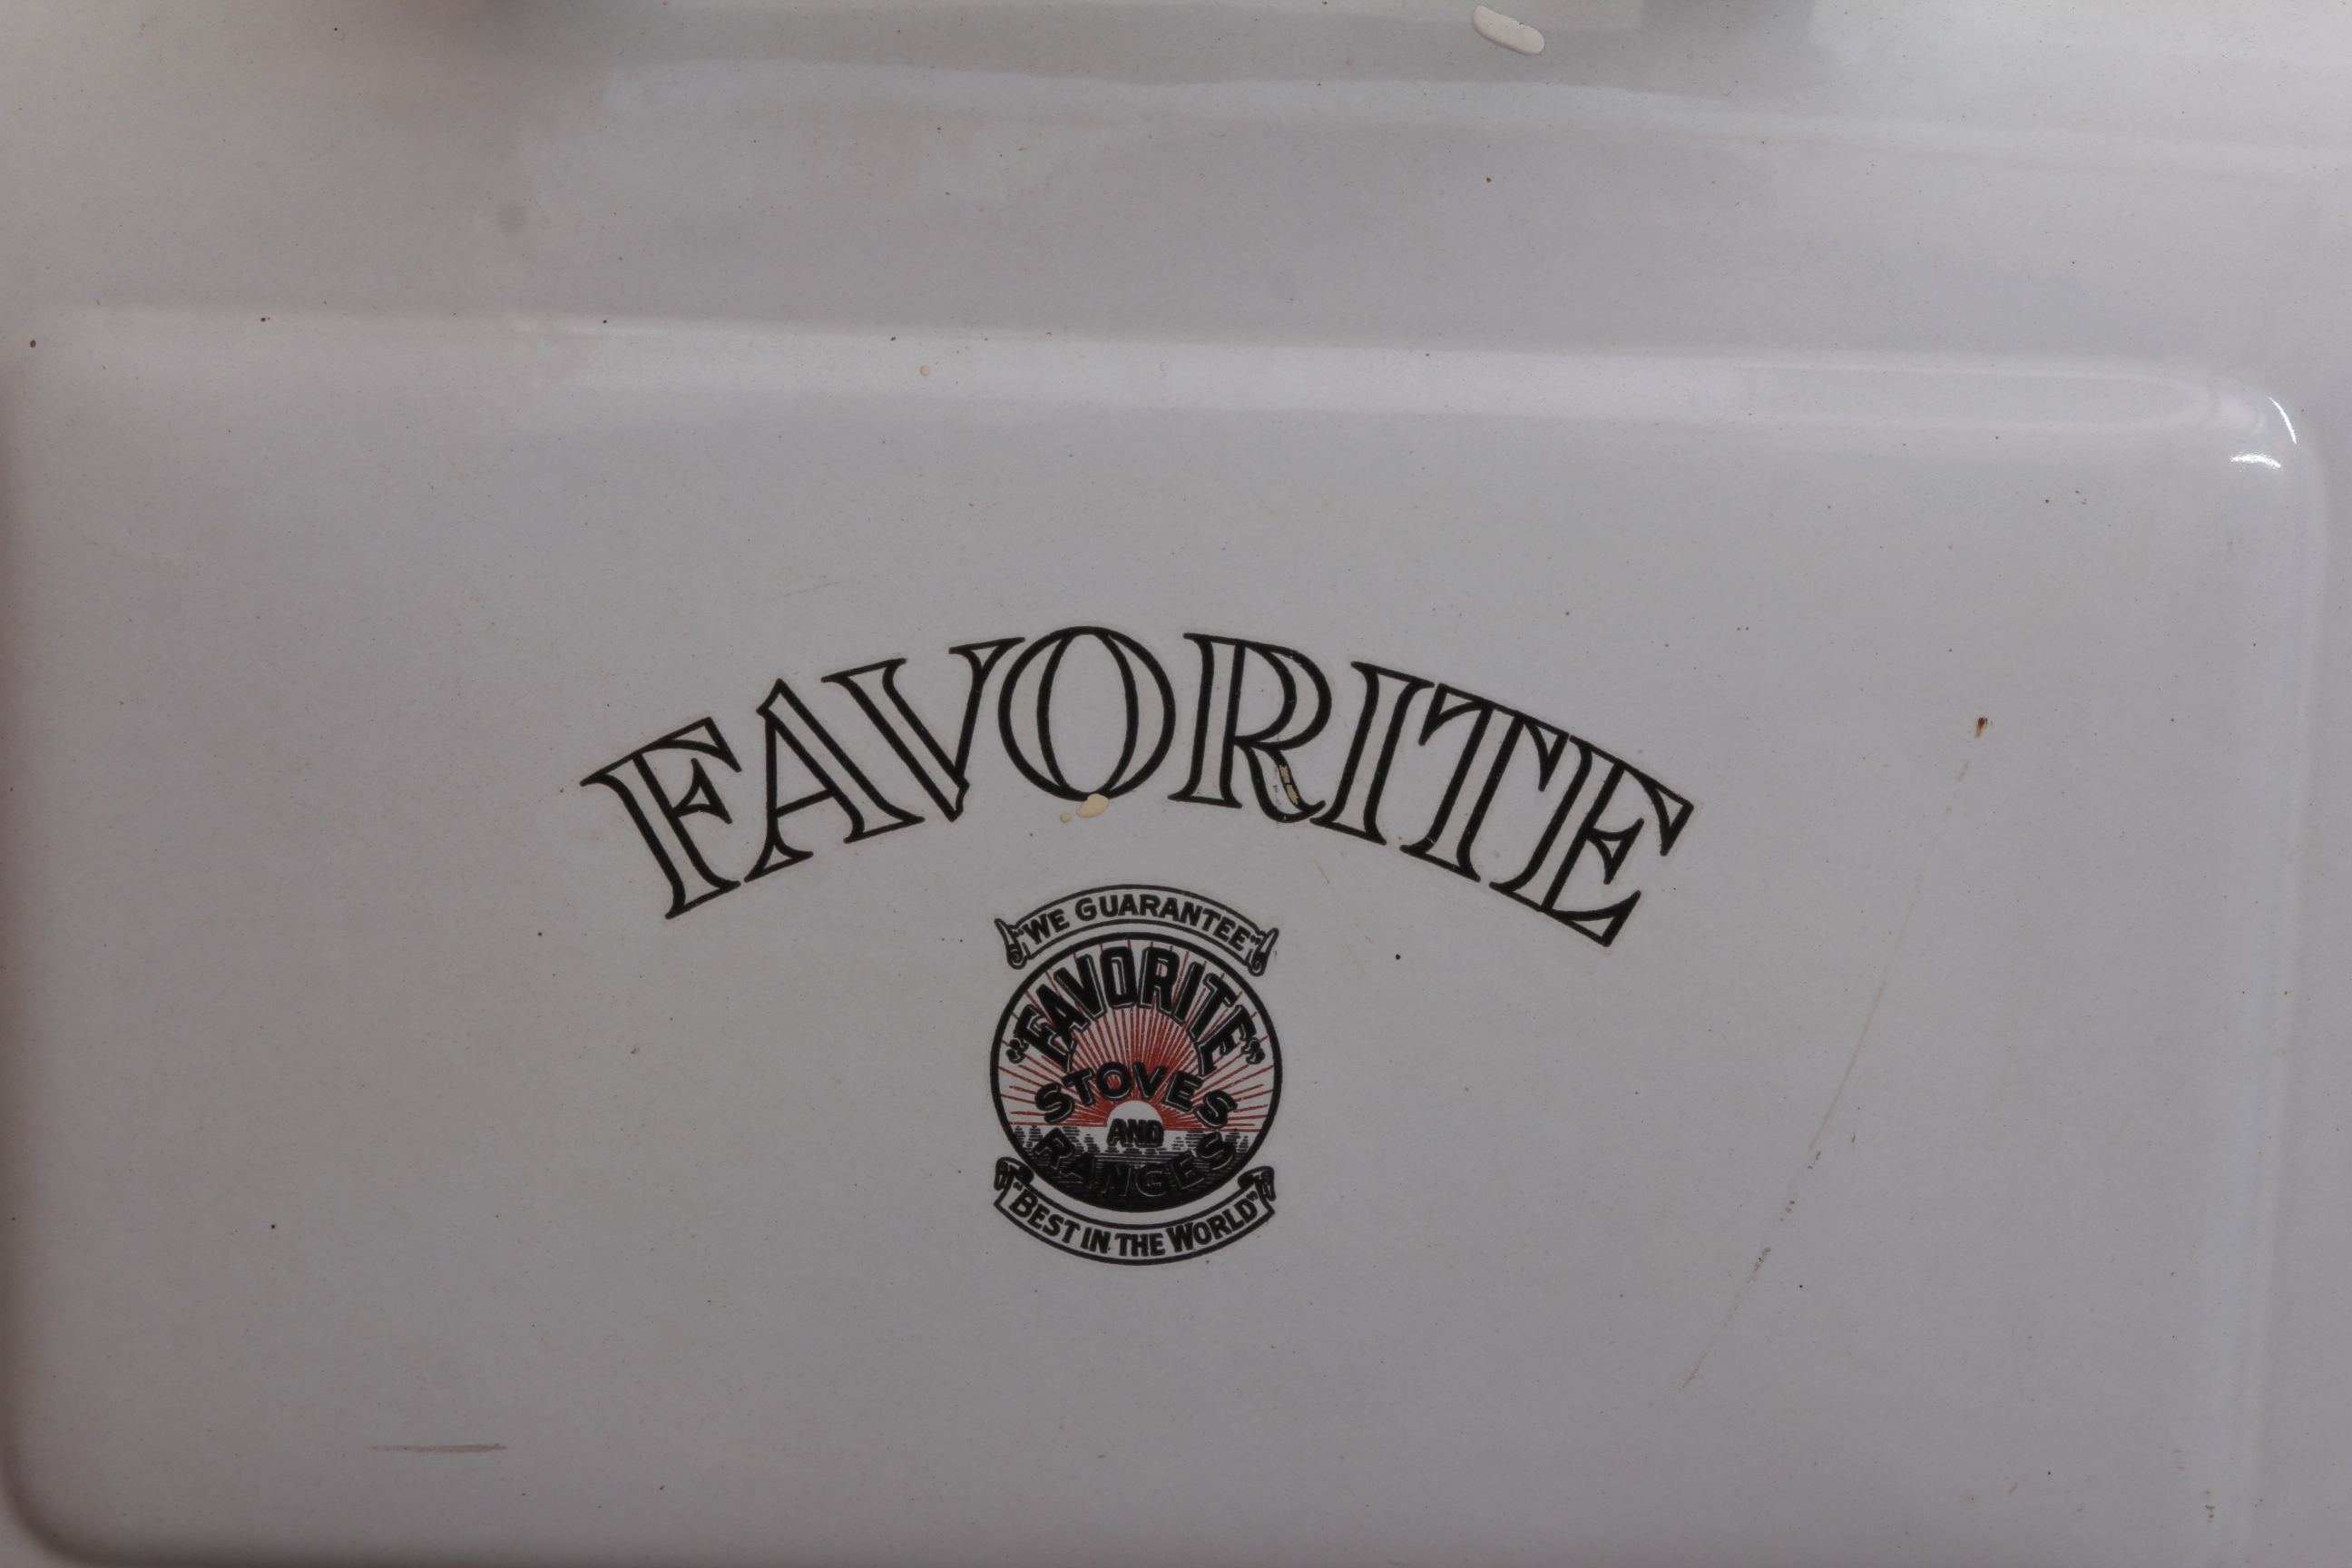 FAVORITE
"WE GUARANTEE"
"FAVORITE"
STOVES
AND
RANGES
"BEST IN THE WORLD"